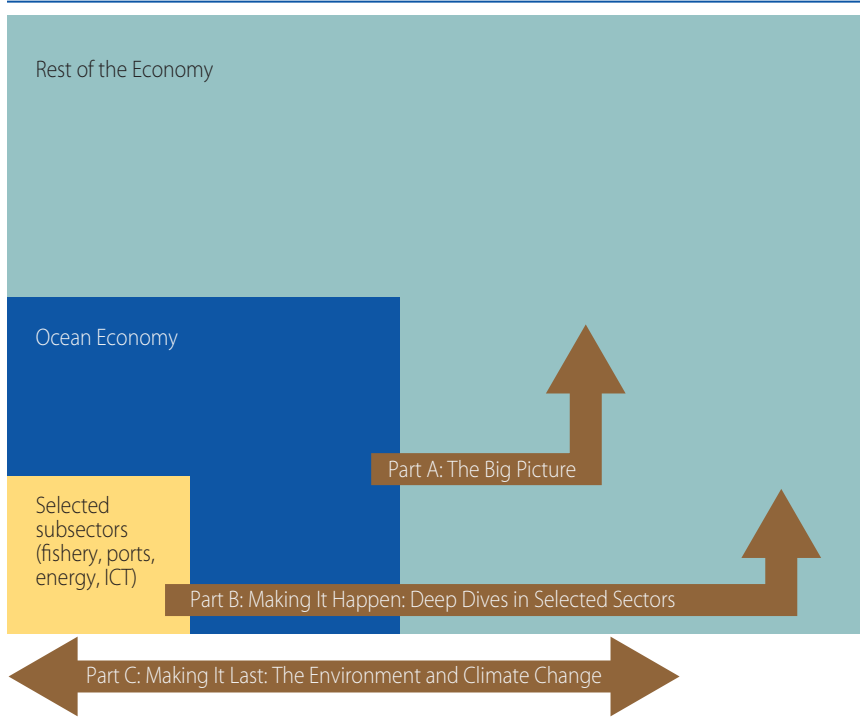 Rest of the Economy
Ocean Economy
Part A: The Big Picture
Selected
subsectors
(fishery, ports,
energy, ICT)
Part B: Making It Happen: Deep Dives in Selected Sectors
Part C: Making It Last: The Environment and Climate Change